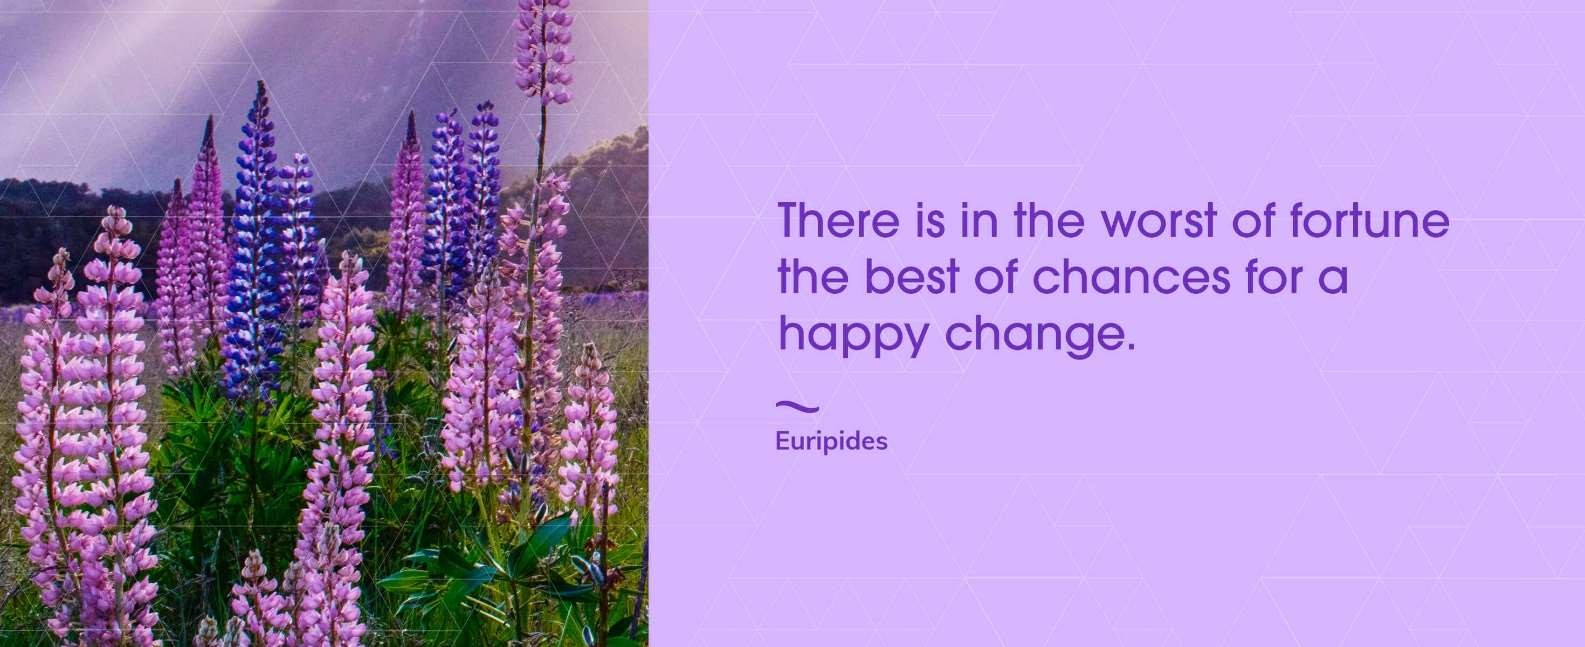 There is in the worst of fortune
the best of chances for a
happy change.
~
Euripides